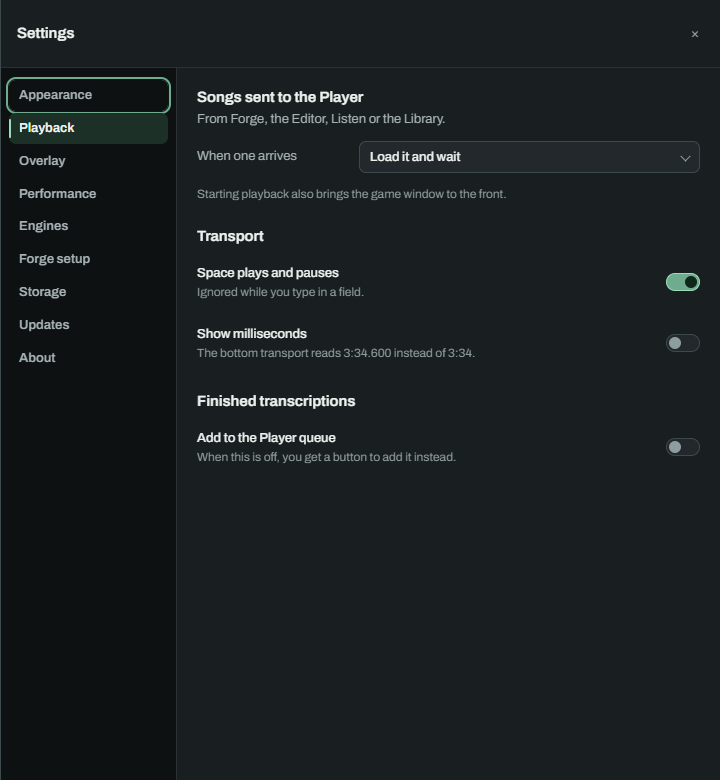 Settings
×
Appearance
Playback
Overlay
Performance
Engines
Forge setup
Storage
Updates
About
Songs sent to the Player
From Forge, the Editor, Listen or the Library.
When one arrives
Load it and wait
Starting playback also brings the game window to the front.
Transport
Space plays and pauses
Ignored while you type in a field.
Show milliseconds
The bottom transport reads 3:34.600 instead of 3:34.
Finished transcriptions
Add to the Player queue
When this is off, you get a button to add it instead.